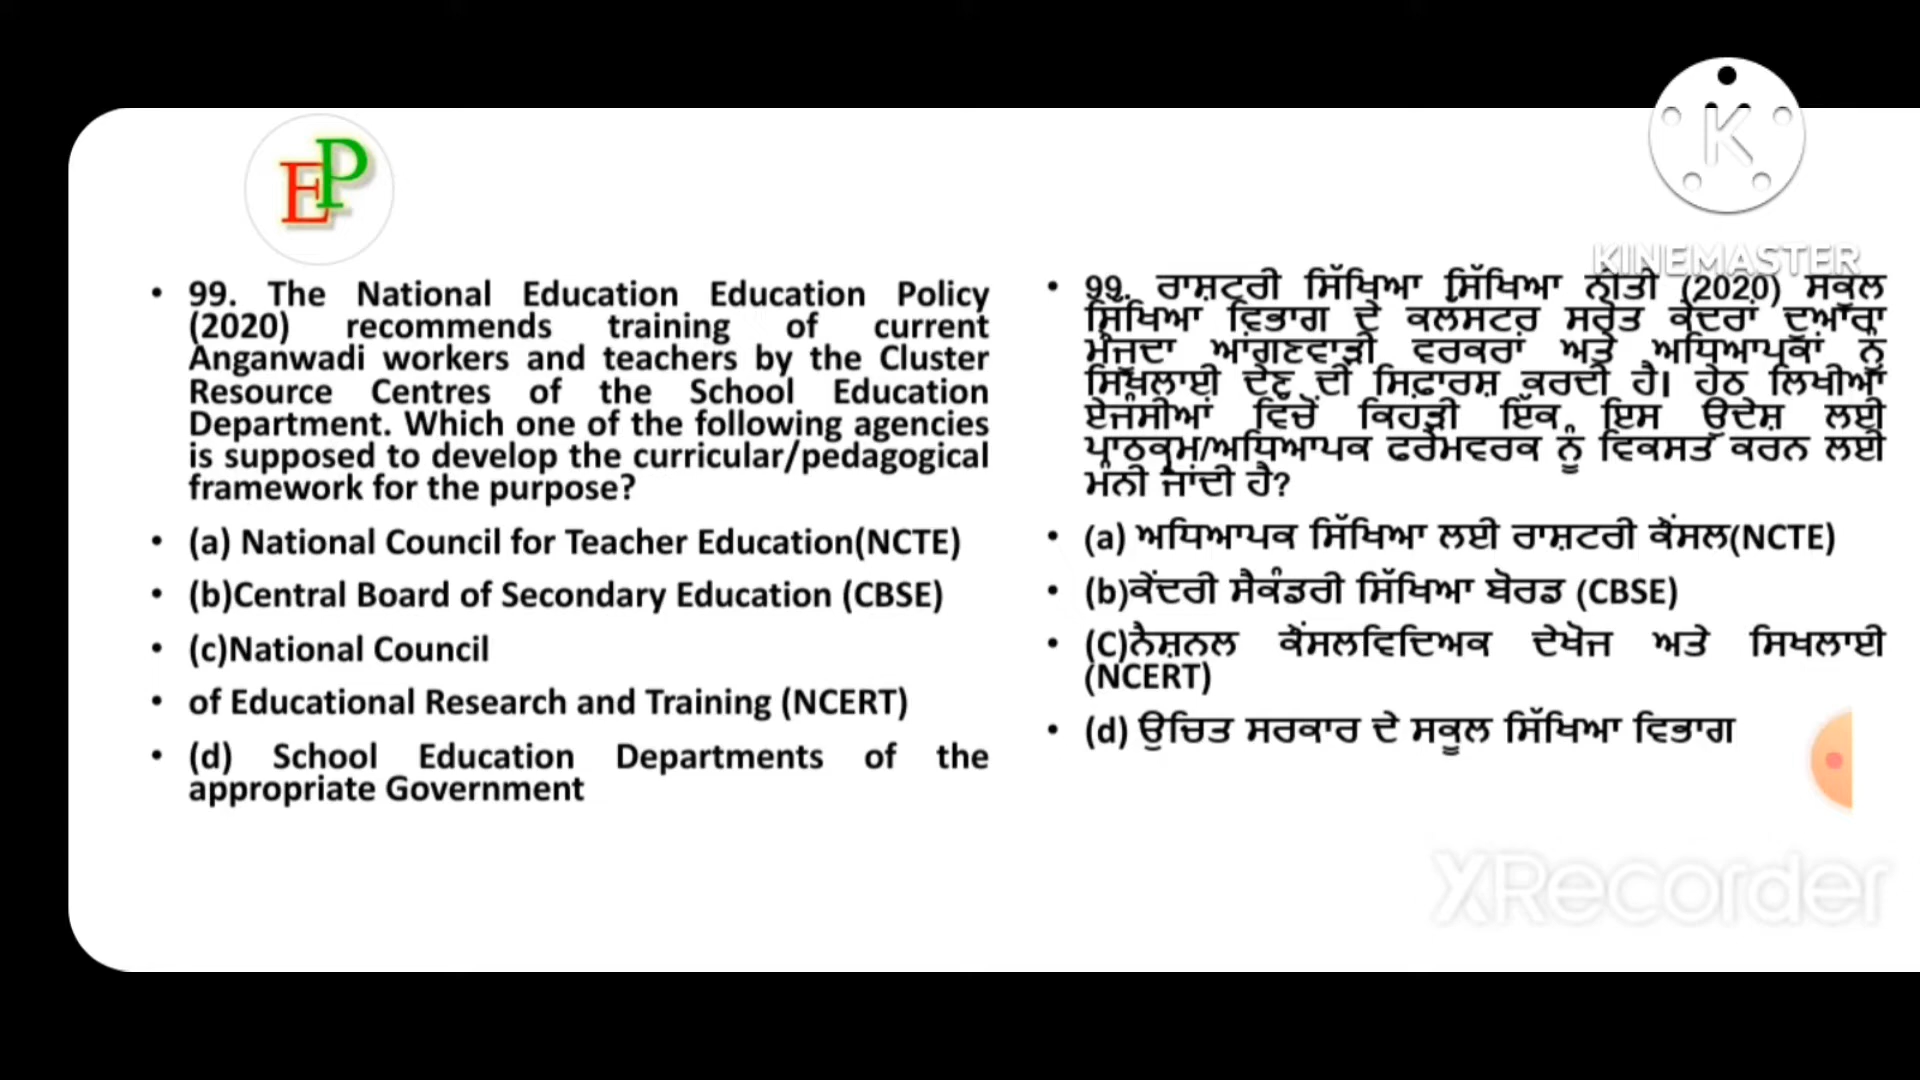 EP
K
KINEMASTER
• 99. The National Education Education Policy
(2020) recommends training of current
Anganwadi workers and teachers by the Cluster
Resource Centres of the School Education
Department. Which one of the following agencies
is supposed to develop the curricular/pedagogical
framework for the purpose?
• (a) National Council for Teacher Education(NCTE)
• (b)Central Board of Secondary Education (CBSE)
• (c)National Council
• of Educational Research and Training (NCERT)
• (d) School Education Departments of the
appropriate Government
• 99. ਰਾਸ਼ਟਰੀ ਸਿੱਖਿਆ ਸਿੱਖਿਆ ਨੀਤੀ (2020) ਸਕੂਲ
ਸਿੱਖਿਆ ਵਿਭਾਗ ਦੇ ਕਲੱਸਟਰ ਸਰੋਤ ਕੇਂਦਰਾਂ ਦੁਆਰਾ
ਮੌਜੂਦਾ ਆਂਗਣਵਾੜੀ ਵਰਕਰਾਂ ਅਤੇ ਅਧਿਆਪਕਾਂ ਨੂੰ
ਸਿਖਲਾਈ ਦੇਣ ਦੀ ਸਿਫ਼ਾਰਸ਼ ਕਰਦੀ ਹੈ। ਹੇਠ ਲਿਖੀਆਂ
ਏਜੰਸੀਆਂ ਵਿੱਚੋਂ ਕਿਹੜੀ ਇੱਕ ਇਸ ਉਦੇਸ਼ ਲਈ
ਪਾਠਕ੍ਰਮ/ਅਧਿਆਪਕ ਫਰੇਮਵਰਕ ਨੂੰ ਵਿਕਸਤ ਕਰਨ ਲਈ
ਮੰਨੀ ਜਾਂਦੀ ਹੈ?
• (a) ਅਧਿਆਪਕ ਸਿੱਖਿਆ ਲਈ ਰਾਸ਼ਟਰੀ ਕੌਂਸਲ(NCTE)
• (b)ਕੇਂਦਰੀ ਸੈਕੰਡਰੀ ਸਿੱਖਿਆ ਬੋਰਡ (CBSE)
• (C)ਨੈਸ਼ਨਲ ਕੌਂਸਲਵਿਦਿਅਕ ਦੇਖੋਜ ਅਤੇ ਸਿਖਲਾਈ
(NCERT)
• (d) ਉਚਿਤ ਸਰਕਾਰ ਦੇ ਸਕੂਲ ਸਿੱਖਿਆ ਵਿਭਾਗ
XRecorder